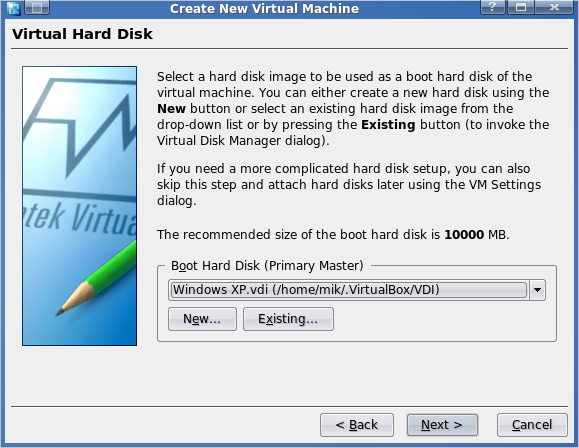 Create New Virtual Machine
Virtual Hard Disk
Select a hard disk image to be used as a boot hard disk of the
virtual machine. You can either create a new hard disk using the
New button or select an existing hard disk image from the
drop-down list or by pressing the Existing button (to invoke the
Virtual Disk Manager dialog).
If you need a more complicated hard disk setup, you can also
skip this step and attach hard disks later using the VM Settings
dialog.
The recommended size of the boot hard disk is 10000 MB.
ntek Virtu
Boot Hard Disk (Primary Master)
Windows XP.vdi (/home/mik/.VirtualBox/VDI)
New...
Existing...
< Back
Next >
Cancel